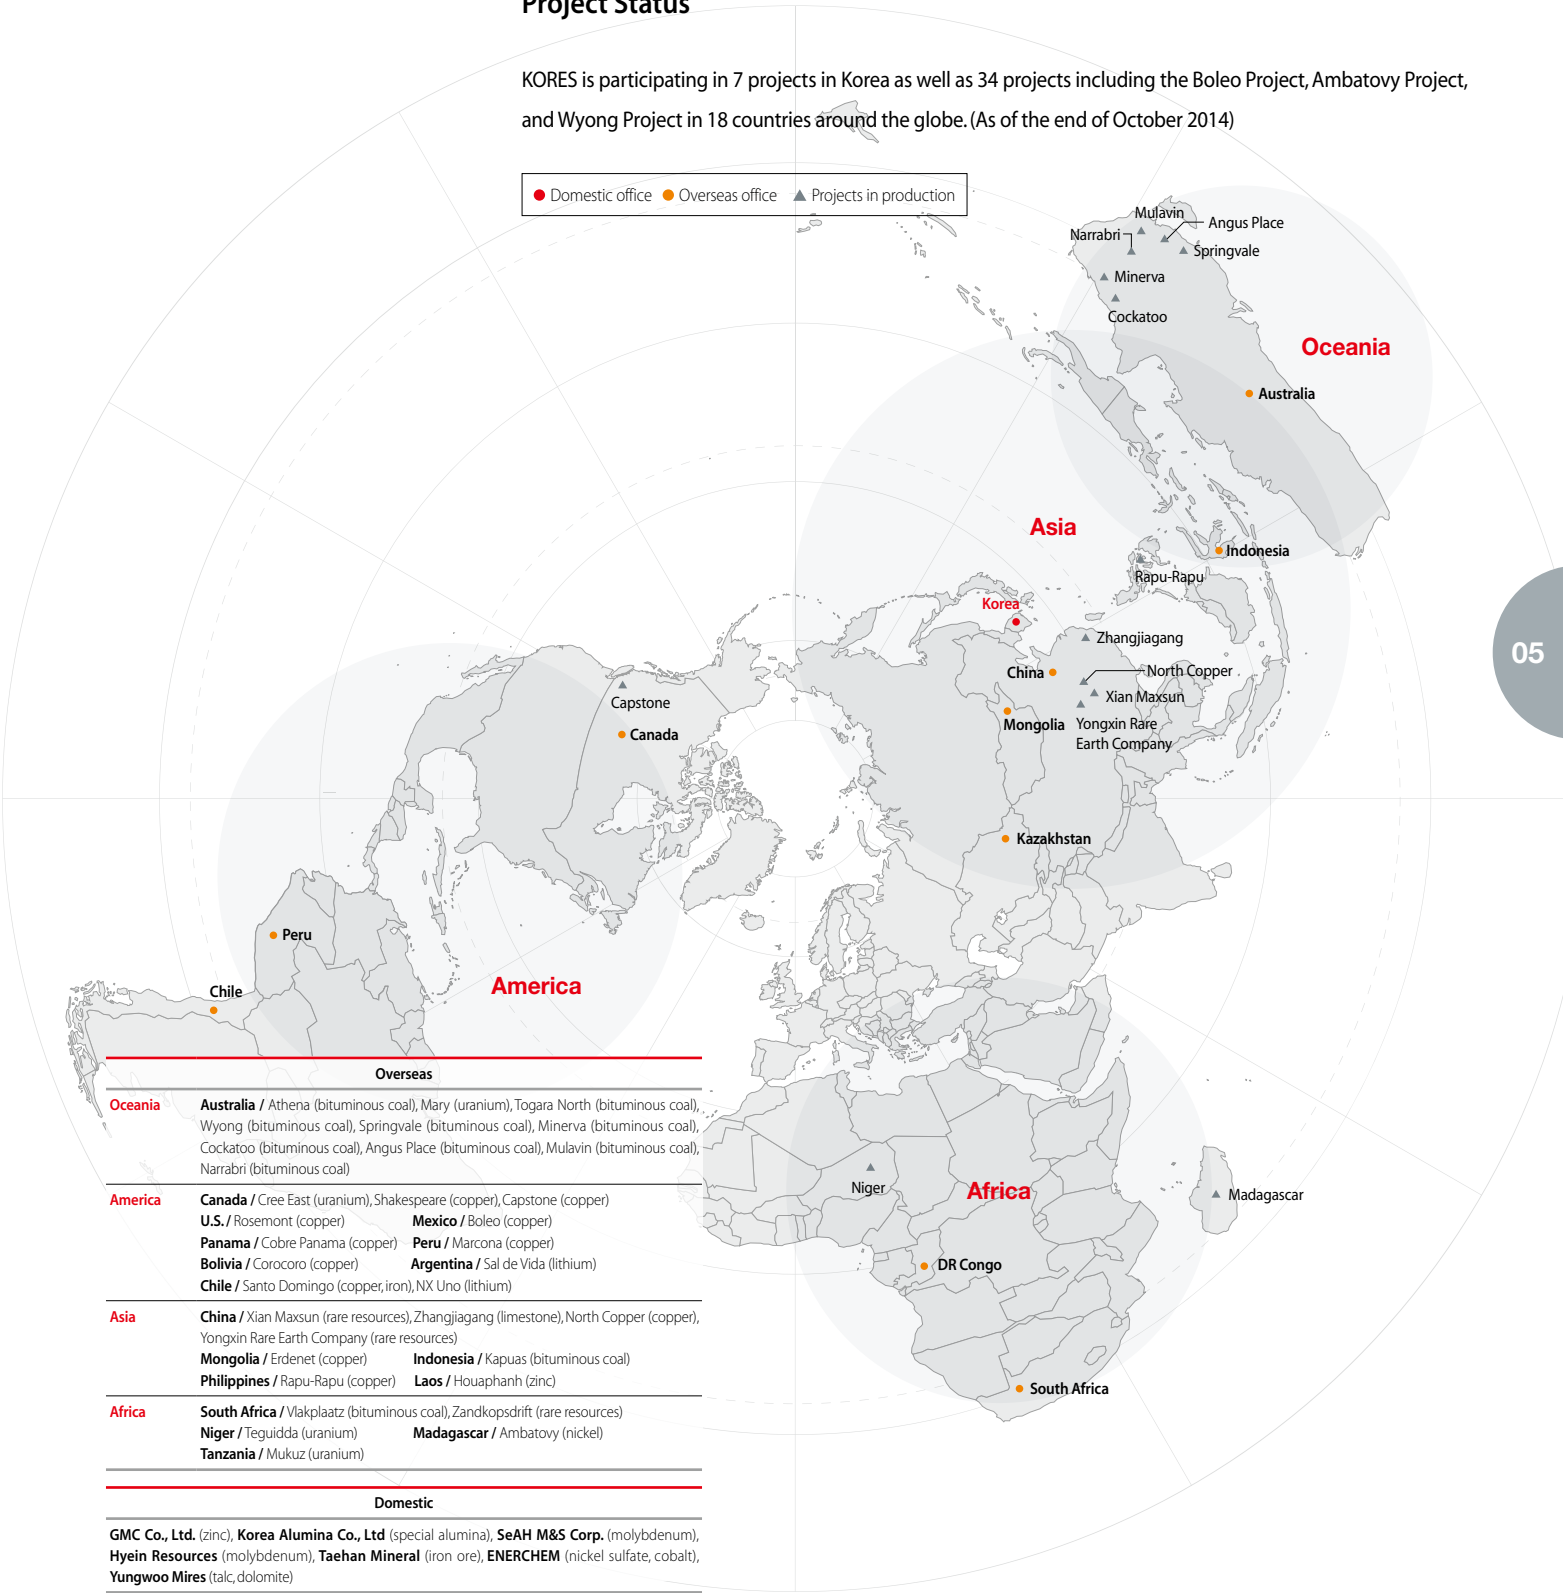 Project Status
KORES is participating in 7 projects in Korea as well as 34 projects including the Boleo Project, Ambatovy Project,
and Wyong Project in 18 countries around the globe. (As of the end of October 2014)
Domestic office Overseas office Projects in production
Mulavin
Angus Place
Narrabri
Springvale
Minerva
Cockatoo
Oceania
Australia
Asia
Indonesia
Rapu-Rapu
Korea
Zhangjiagang
05
North Copper
China
Xian Maxsun
Capstone
Mongolia
Yongxin Rare
Earth Company
Canada
Kazakhstan
Peru
America
Chile
Niger
Africa
Madagascar
DR Congo
South Africa
Overseas
Oceania Australia / Athena (bituminous coal), Mary (uranium), Togara North (bituminous coal),
Wyong (bituminous coal), Springvale (bituminous coal), Minerva (bituminous coal),
Cockatoo (bituminous coal), Angus Place (bituminous coal), Mulavin (bituminous coal),
Narrabri (bituminous coal)
America Canada / Cree East (uranium), Shakespeare (copper), Capstone (copper)
U.S. / Rosemont (copper) Mexico / Boleo (copper)
Panama / Cobre Panama (copper) Peru / Marcona (copper)
Bolivia / Corocoro (copper) Argentina / Sal de Vida (lithium)
Chile / Santo Domingo (copper, iron), NX Uno (lithium)
Asia China / Xian Maxsun (rare resources), Zhangjiagang (limestone), North Copper (copper),
Yongxin Rare Earth Company (rare resources)
Mongolia / Erdenet (copper) Indonesia / Kapuas (bituminous coal)
Philippines / Rapu-Rapu (copper) Laos / Houaphanh (zinc)
Africa South Africa / Vlakplaatz (bituminous coal), Zandkopsdrift (rare resources)
Niger / Teguidda (uranium) Madagascar / Ambatovy (nickel)
Tanzania / Mukuz (uranium)
Domestic
GMC Co., Ltd. (zinc), Korea Alumina Co., Ltd (special alumina), SeAH M&S Corp. (molybdenum),
Hyein Resources (molybdenum), Taehan Mineral (iron ore), ENERCHEM (nickel sulfate, cobalt),
Yungwoo Mires (talc, dolomite)